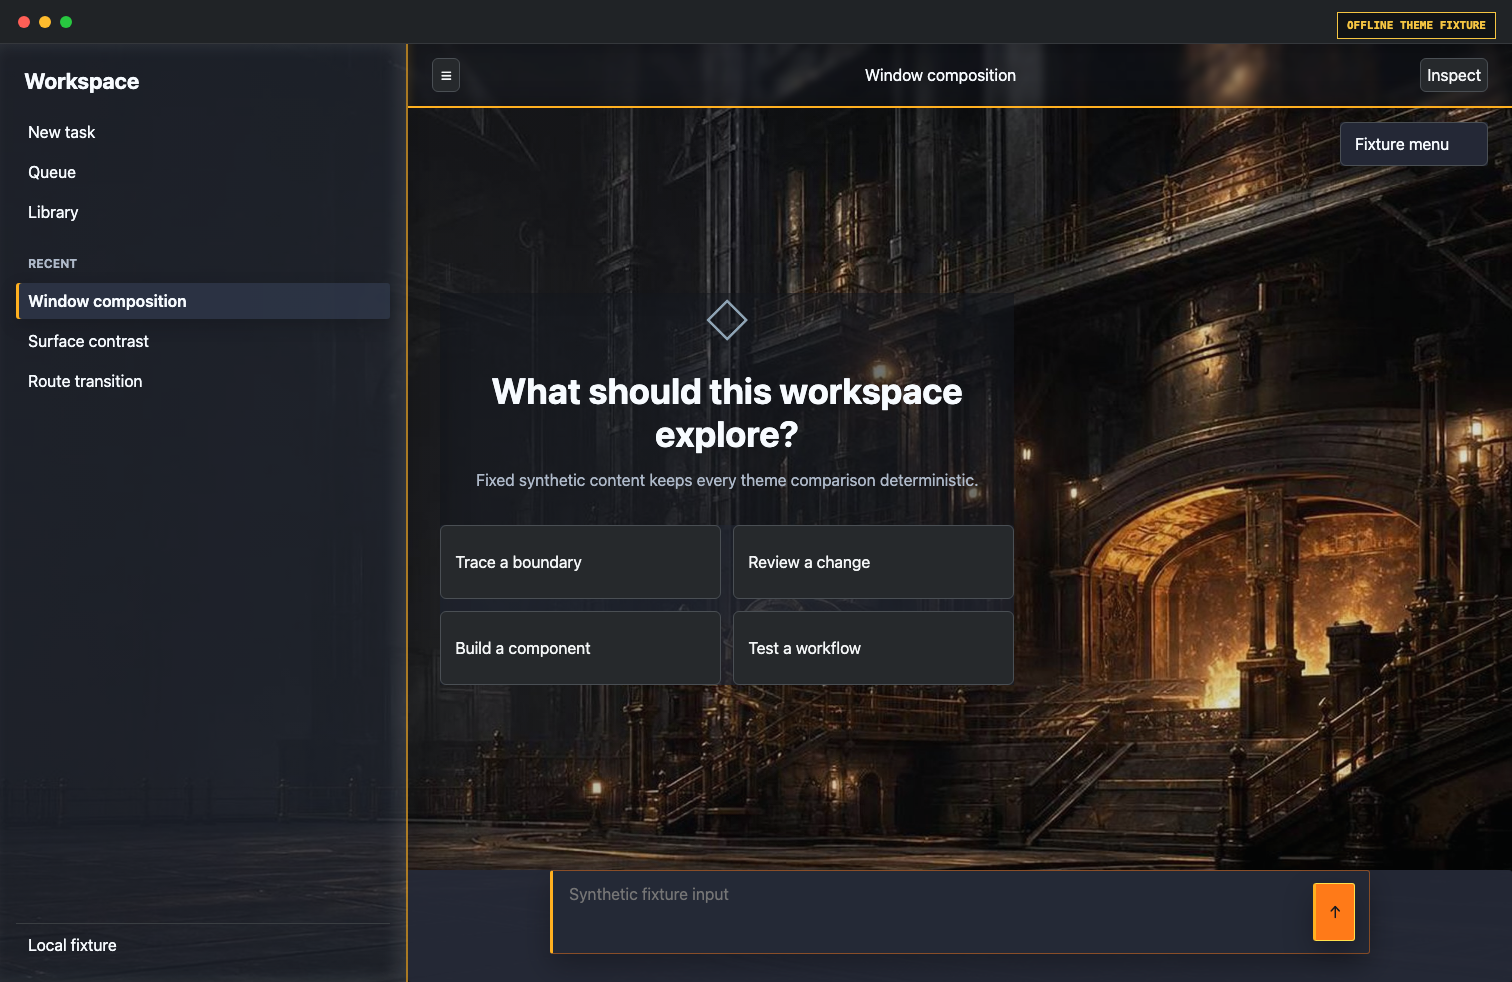 OFFLINE THEME FIXTURE
Workspace
New task
Queue
Library
RECENT
Window composition
Surface contrast
Route transition
Local fixture
Window composition
Inspect
Fixture menu
What should this workspace
explore?
Fixed synthetic content keeps every theme comparison deterministic.
Trace a boundary
Review a change
Build a component
Test a workflow
Synthetic fixture input